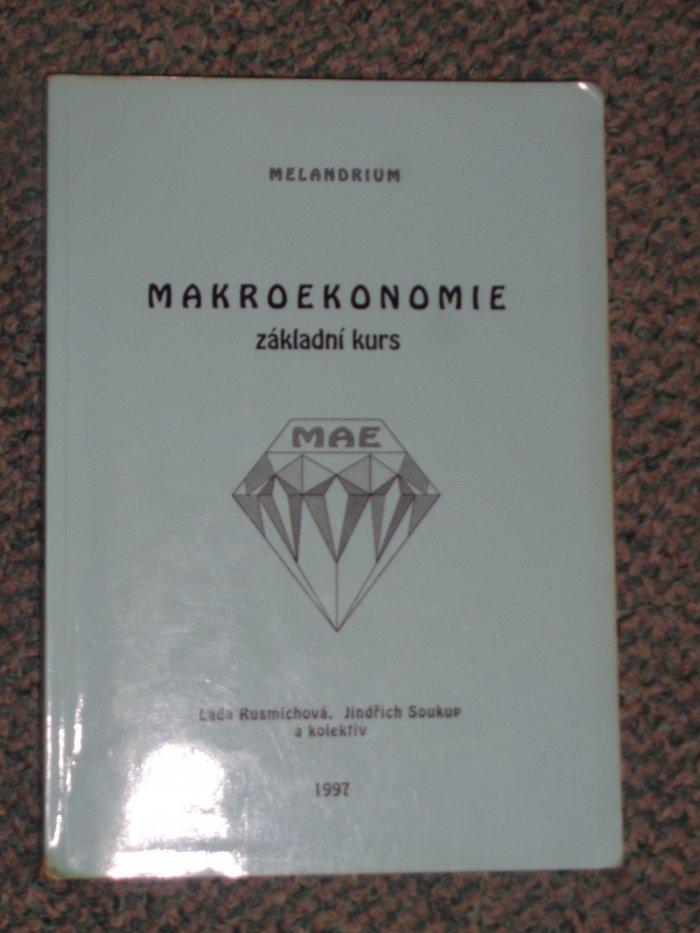 MELANDRIUM
MAKROEKONOMIE
základní kurs
MAE
Lada Rusmichová, Jindřich Soukup
a kolektiv
1997